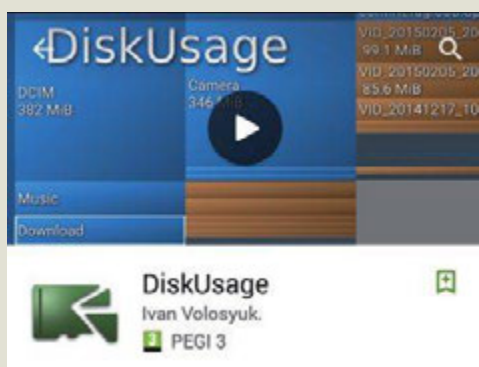 DiskUsage
VID_20150205_20
99.1 MiB
VID_20150205_20
85.6 MiB
VID_20141217_10
DCIM
382 MiB
Camera
346 MiB
Music
Download
DiskUsage
Ivan Volosyuk.
3 PEGI 3